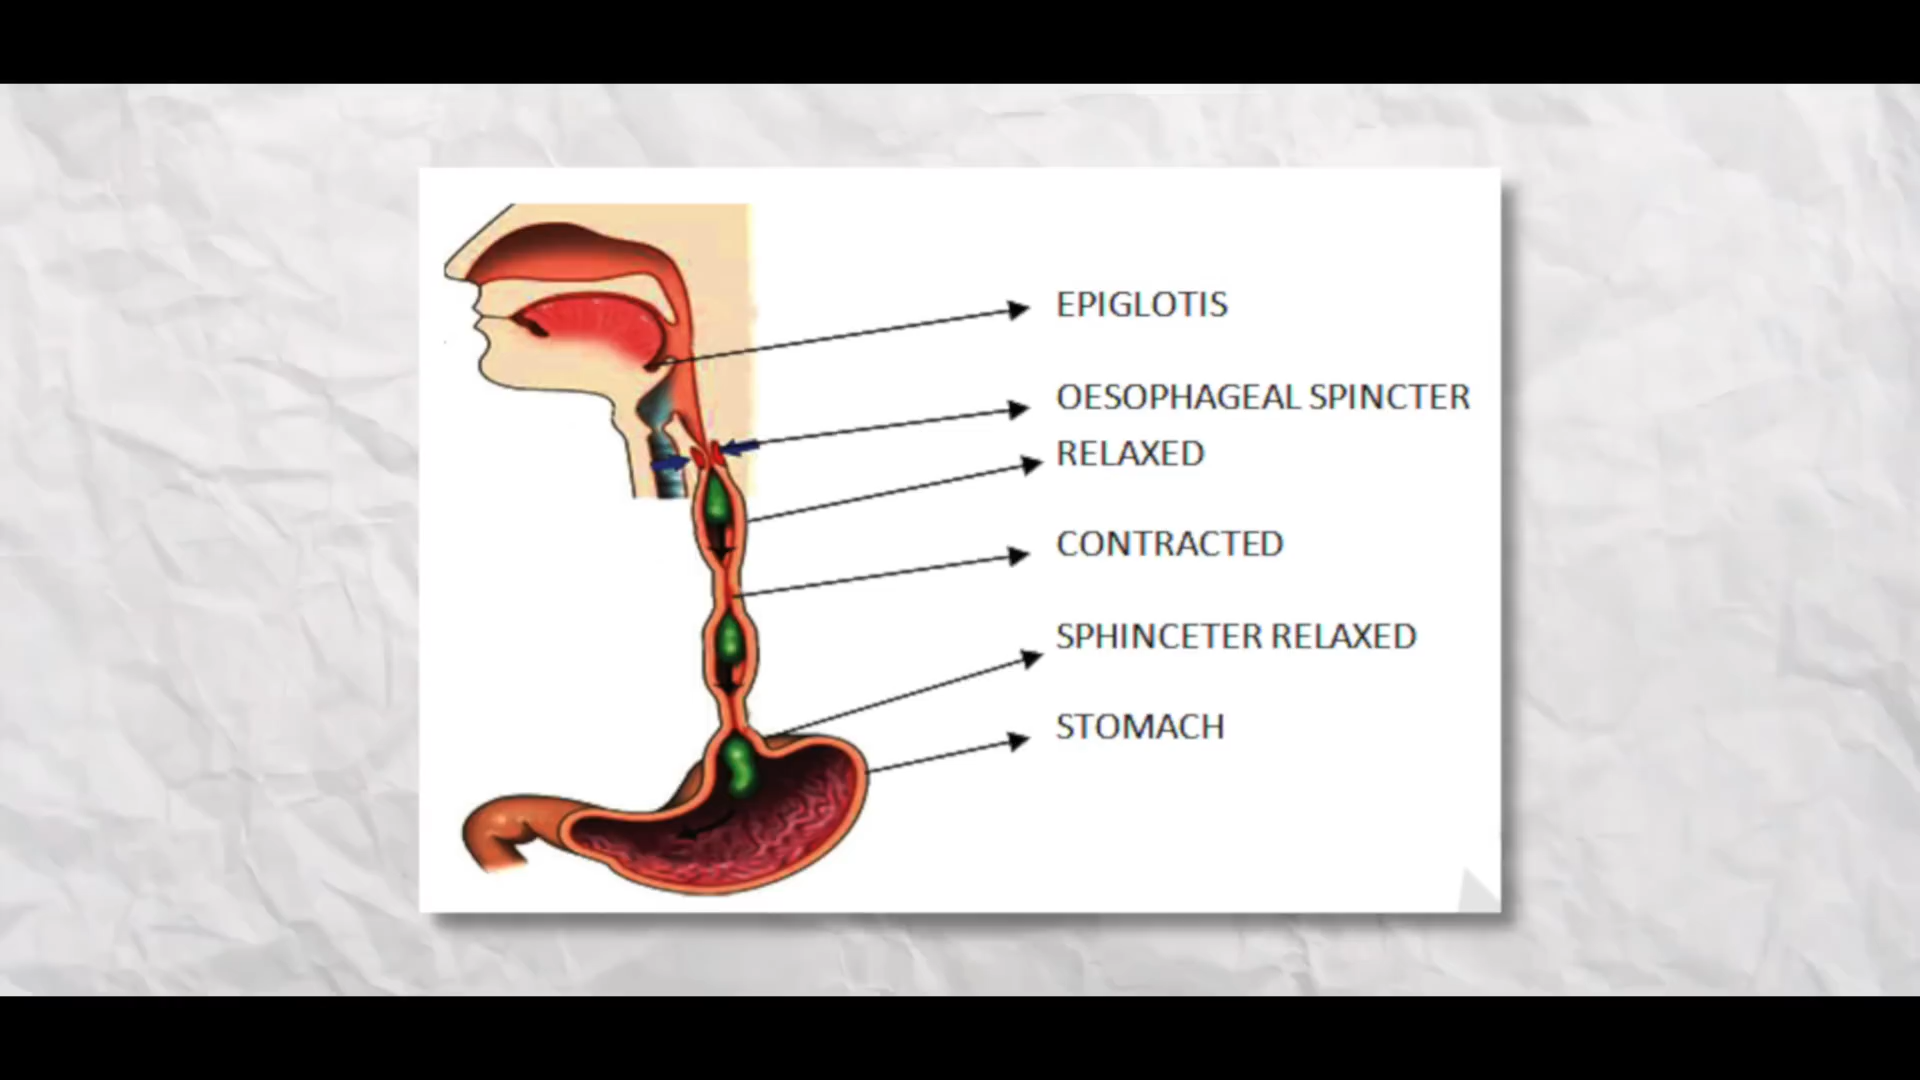 EPIGLOTIS
OESOPHAGEAL SPINCTER
RELAXED
CONTRACTED
SPHINCETER RELAXED
STOMACH